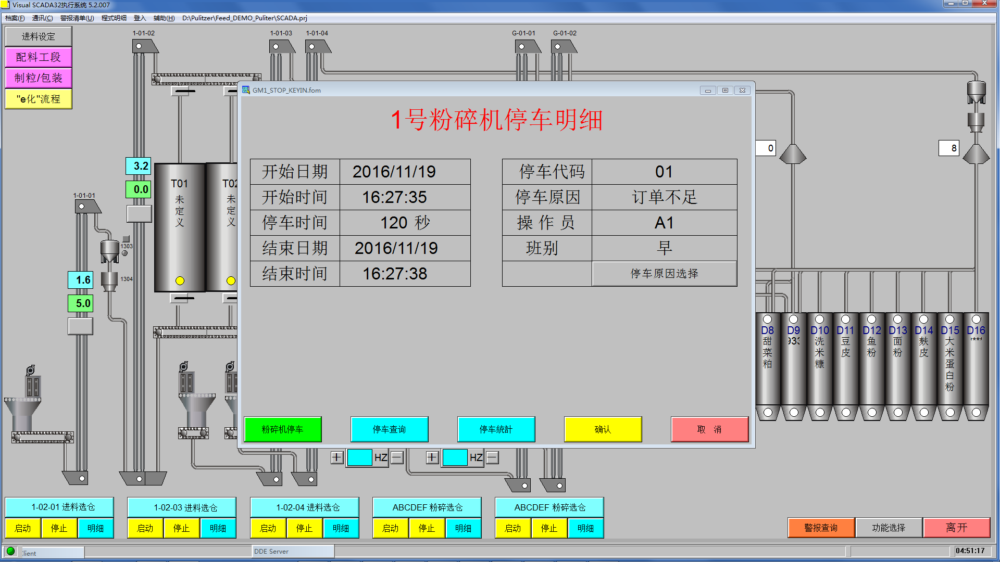 Visual SCADA32执行系统 5.2.007
档案(F) 通讯(C) 警报清单(U) 程式明细 登入 辅助(H) D:\Pulitzer\Feed_DEMO_Puliter\SCADA.prj
进料设定
配料工段
制粒/包装
"e化"流程
1-01-02
1-01-03
1-01-04
G-01-01
G-01-02
GM1_STOP_KEYIN.fom
1号粉碎机停车明细
开始日期 2016/11/19
开始时间 16:27:35
停车时间 120 秒
结束日期 2016/11/19
结束时间 16:27:38
停车代码 01
停车原因 订单不足
操作员 A1
班别 早
停车原因选择
粉碎机停车
停车查询
停车統計
确认
取 消
0
8
3.2
0.0
T01
未定义
T02
未定义
1-01-01
1303
1304
1.6
5.0
D8
甜菜粕
D9
933
D10
洗米糠
D11
豆皮
D12
鱼粉
D13
面粉
D14
麸皮
D15
大米蛋白粉
D16
****
+ HZ —
+ HZ —
1-02-01 进料选仓
启动 停止 明细
1-02-03 进料选仓
启动 停止 明细
1-02-04 进料选仓
启动 停止 明细
ABCDEF 粉碎选仓
启动 停止 明细
ABCDEF 粉碎选仓
启动 停止 明细
警报查询
功能选择
离开
lient
DDE Server
04:51:17